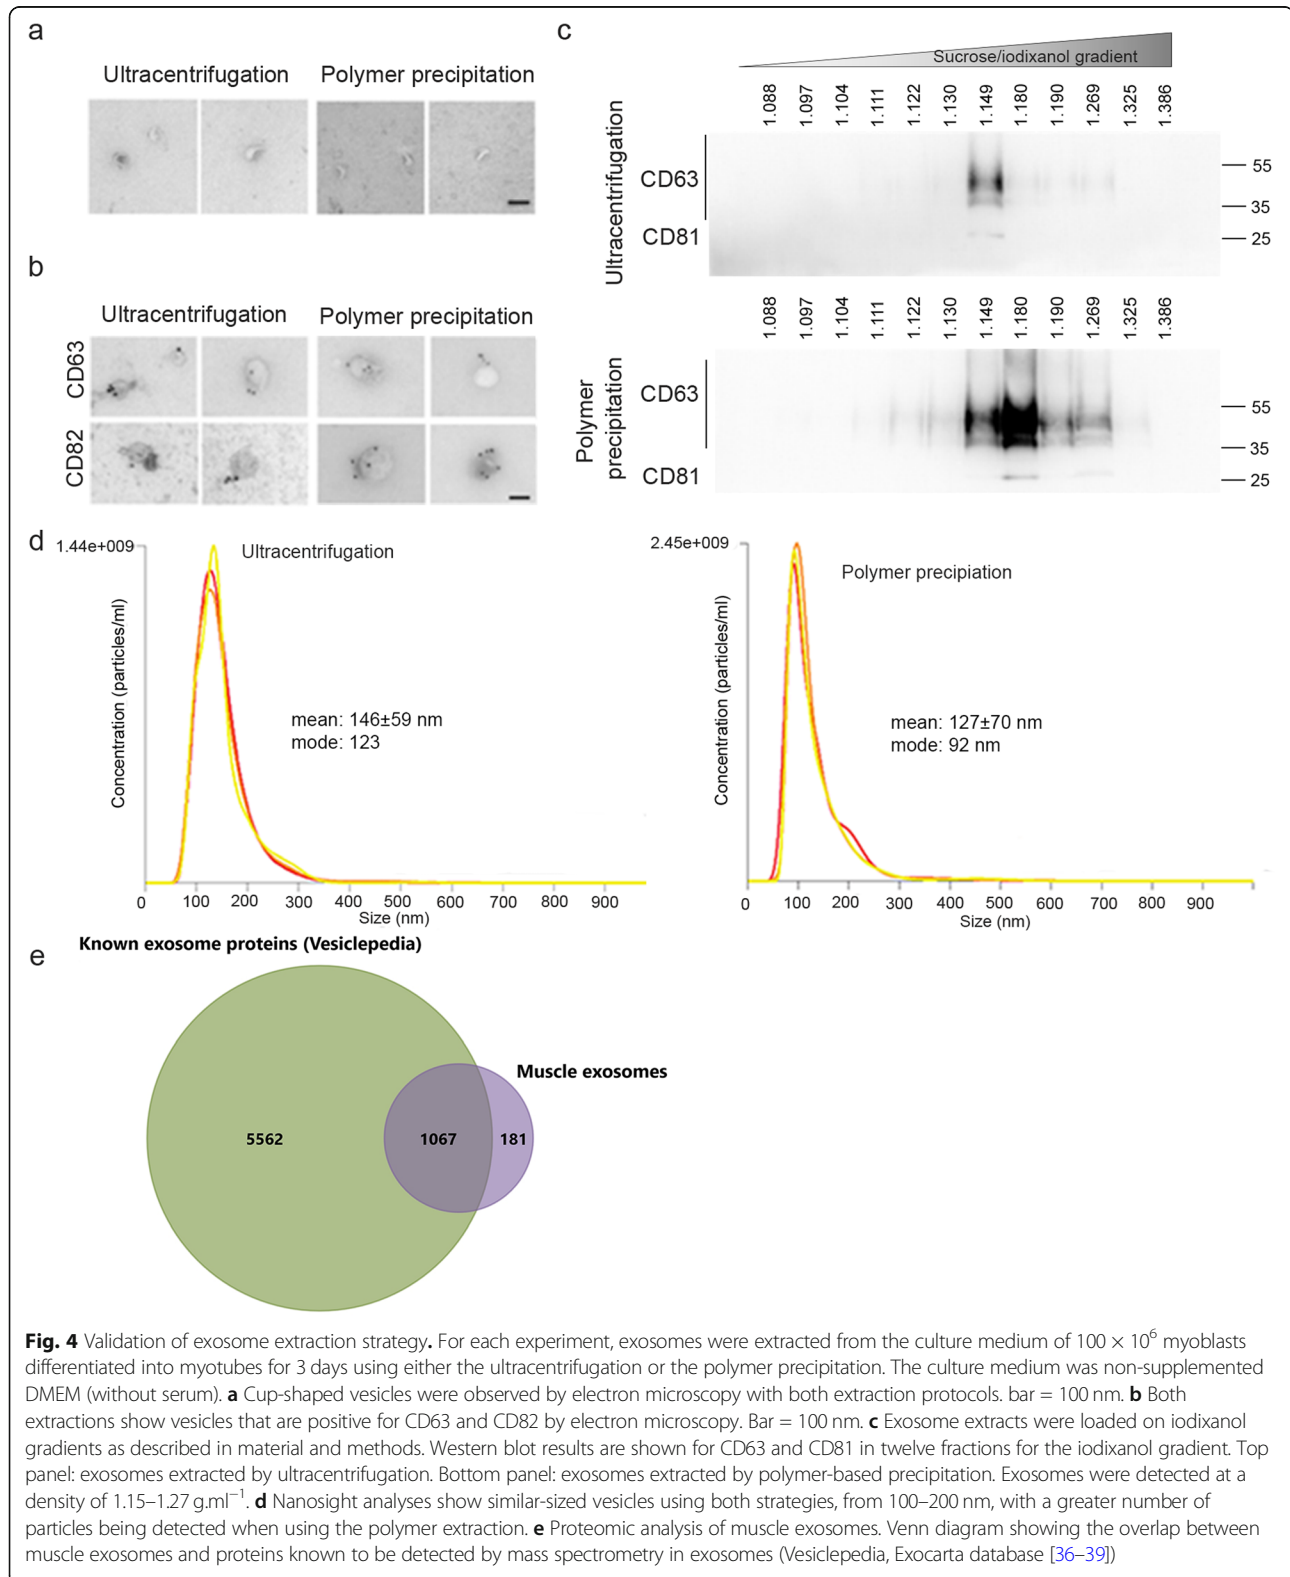 a
Ultracentrifugation
Polymer precipitation
b
Ultracentrifugation
Polymer precipitation
CD63
CD82
c
Sucrose/iodixanol gradient
1.088
1.097
1.104
1.111
1.122
1.130
1.149
1.180
1.190
1.269
1.325
1.386
Ultracentrifugation
CD63
CD81
55
35
25
1.088
1.097
1.104
1.111
1.122
1.130
1.149
1.180
1.190
1.269
1.325
1.386
Polymer
precipitation
CD63
CD81
55
35
25
d
1.44e+009
Ultracentrifugation
Concentration (particles/ml)
mean: 146±59 nm
mode: 123
0 100 200 300 400 500 600 700 800 900
Size (nm)
2.45e+009
Polymer precipiation
Concentration (particles/ml)
mean: 127±70 nm
mode: 92 nm
0 100 200 300 400 500 600 700 800 900
Size (nm)
e
Known exosome proteins (Vesiclepedia)
Muscle exosomes
5562
1067
181
Fig. 4 Validation of exosome extraction strategy. For each experiment, exosomes were extracted from the culture medium of 100 × 10⁶ myoblasts
differentiated into myotubes for 3 days using either the ultracentrifugation or the polymer precipitation. The culture medium was non-supplemented
DMEM (without serum). a Cup-shaped vesicles were observed by electron microscopy with both extraction protocols. bar = 100 nm. b Both
extractions show vesicles that are positive for CD63 and CD82 by electron microscopy. Bar = 100 nm. c Exosome extracts were loaded on iodixanol
gradients as described in material and methods. Western blot results are shown for CD63 and CD81 in twelve fractions for the iodixanol gradient. Top
panel: exosomes extracted by ultracentrifugation. Bottom panel: exosomes extracted by polymer-based precipitation. Exosomes were detected at a
density of 1.15–1.27 g.ml⁻¹. d Nanosight analyses show similar-sized vesicles using both strategies, from 100–200 nm, with a greater number of
particles being detected when using the polymer extraction. e Proteomic analysis of muscle exosomes. Venn diagram showing the overlap between
muscle exosomes and proteins known to be detected by mass spectrometry in exosomes (Vesiclepedia, Exocarta database [36–39])